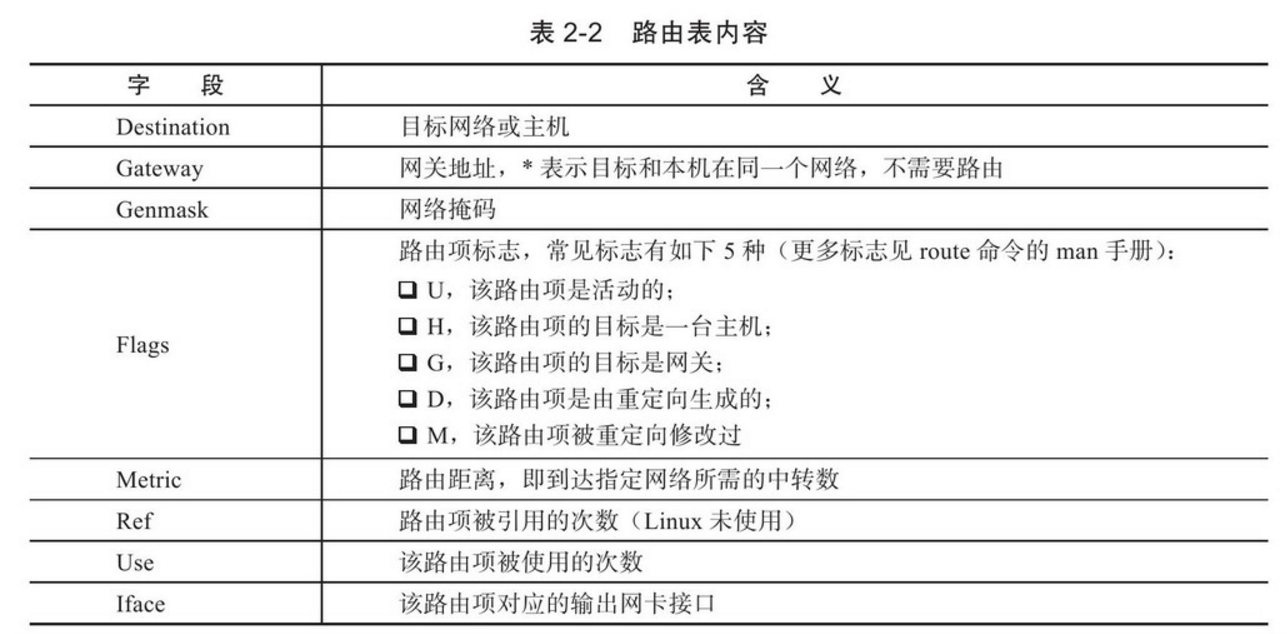 表 2-2 路由表内容
字 段 含 义
Destination 目标网络或主机
Gateway 网关地址，* 表示目标和本机在同一个网络，不需要路由
Genmask 网络掩码
路由项标志，常见标志有如下 5 种（更多标志见 route 命令的 man 手册）：
❑ U，该路由项是活动的；
❑ H，该路由项的目标是一台主机；
Flags
❑ G，该路由项的目标是网关；
❑ D，该路由项是由重定向生成的；
❑ M，该路由项被重定向修改过
Metric 路由距离，即到达指定网络所需的中转数
Ref 路由项被引用的次数（Linux 未使用）
Use 该路由项被使用的次数
Iface 该路由项对应的输出网卡接口